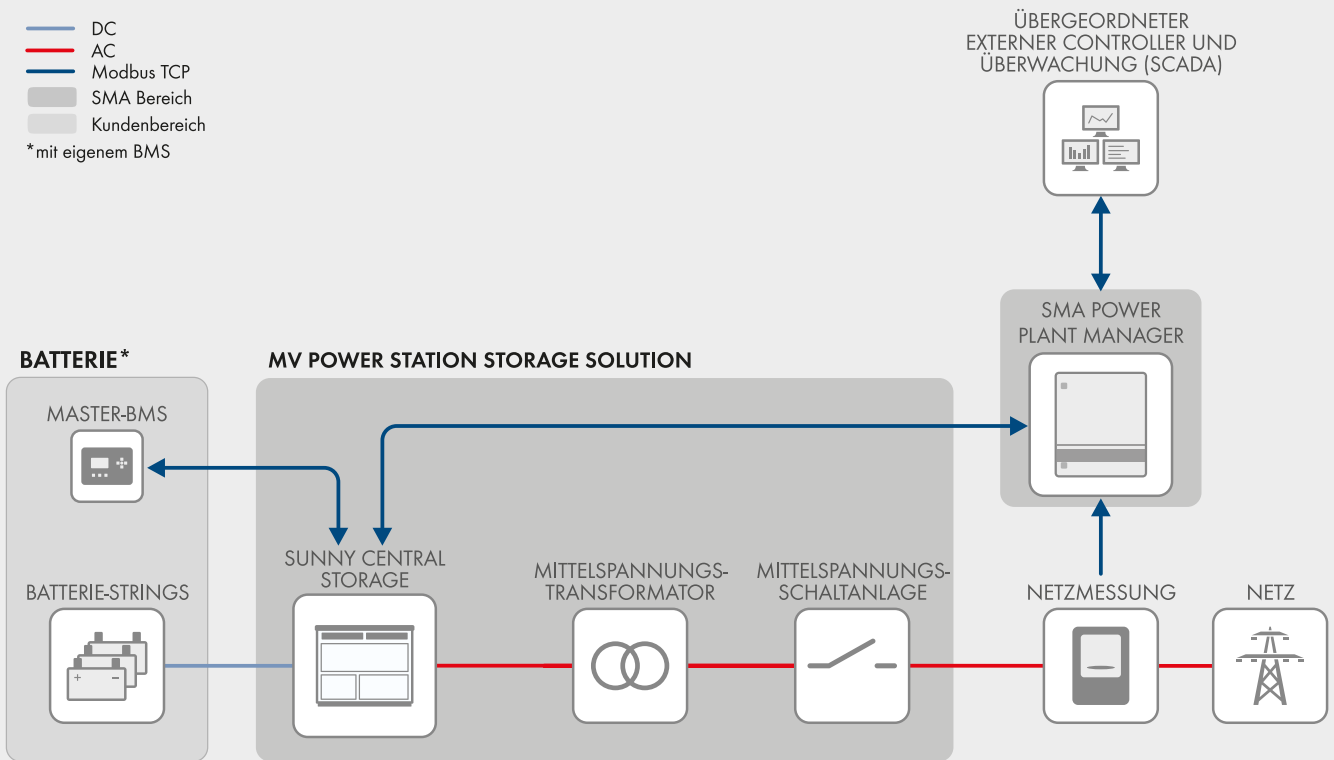 DC
AC
Modbus TCP
SMA Bereich
Kundenbereich
*mit eigenem BMS
ÜBERGEORDNETER
EXTERNER CONTROLLER UND
ÜBERWACHUNG (SCADA)
SMA POWER
PLANT MANAGER
BATTERIE*
MV POWER STATION STORAGE SOLUTION
MASTER-BMS
SUNNY CENTRAL
STORAGE
MITTELSPANNUNGS-
TRANSFORMATOR
MITTELSPANNUNGS-
SCHALTANLAGE
BATTERIE-STRINGS
NETZMESSUNG
NETZ
+ −